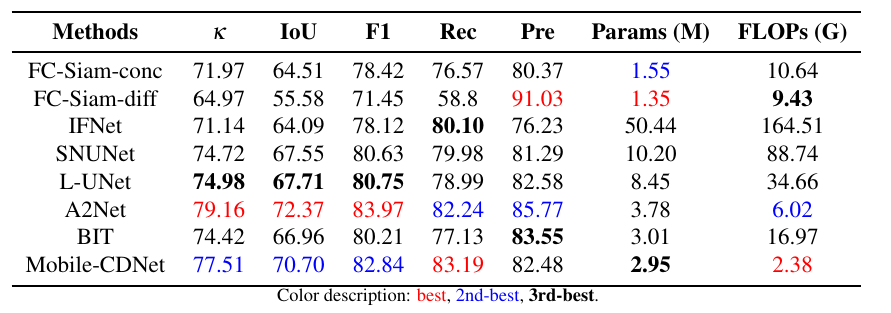 Methods κ IoU F1 Rec Pre Params (M) FLOPs (G)
FC-Siam-conc 71.97 64.51 78.42 76.57 80.37 1.55 10.64
FC-Siam-diff 64.97 55.58 71.45 58.8 91.03 1.35 9.43
IFNet 71.14 64.09 78.12 80.10 76.23 50.44 164.51
SNUNet 74.72 67.55 80.63 79.98 81.29 10.20 88.74
L-UNet 74.98 67.71 80.75 78.99 82.58 8.45 34.66
A2Net 79.16 72.37 83.97 82.24 85.77 3.78 6.02
BIT 74.42 66.96 80.21 77.13 83.55 3.01 16.97
Mobile-CDNet 77.51 70.70 82.84 83.19 82.48 2.95 2.38
Color description: best, 2nd-best, 3rd-best.